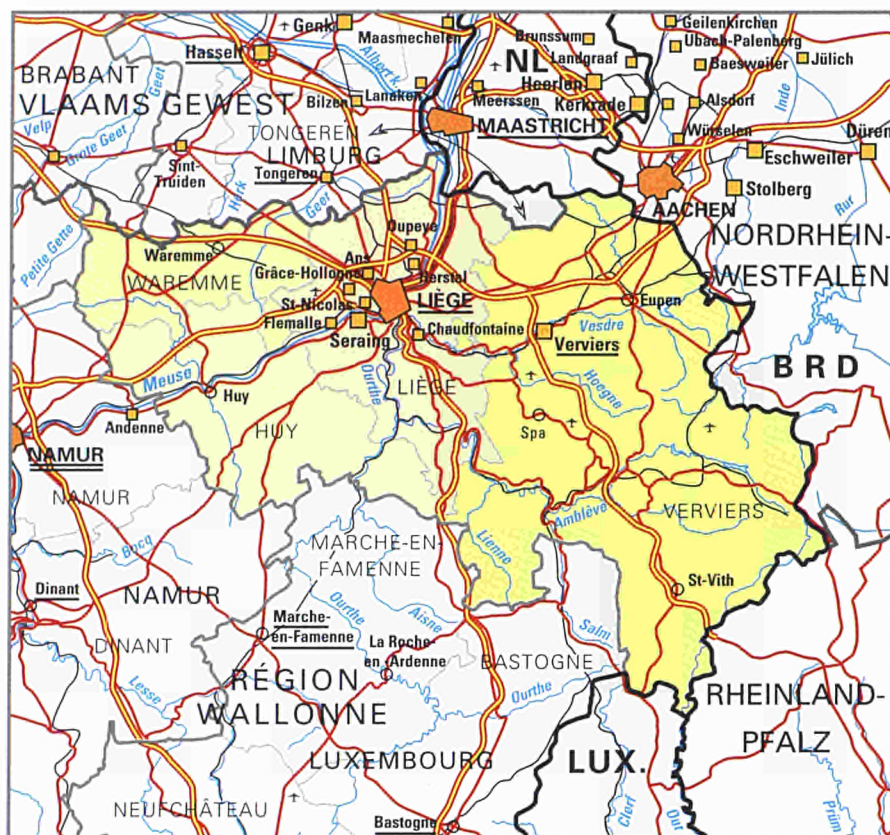 Genk
Maasmechelen
Brunssum
Geilenkirchen
Ubach-Palenberg
Hasselt
Albertk.
NL
Landgraaf
Baesweiler
Jülich
BRABANT
Geet
Lanaken
Meerssen
Heerlen
Kerkrade
Alsdorf
Inde
VLAAMS GEWEST
Bilzen
MAASTRICHT
Würselen
Düren
Velp
Grote Geet
TONGEREN
LIMBURG
Eschweiler
Sint-
Truiden
Herk
Tongeren
Geer
AACHEN
Stolberg
Rur
Petite Gette
Waremme
Oupeye
NORDRHEIN-
WESTFALEN
WAREMME
Ans
Grâce-Hollogne
Herstal
St-Nicolas
LIÈGE
Eupen
Flemalle
Seraing
Chaudfontaine
Vesdre
Verviers
BRD
Meuse
Ourthe
LIÈGE
Hoegne
Huy
Andenne
HUY
Spa
NAMUR
NAMUR
Amblève
VERVIERS
Bocq
MARCHE-EN-
FAMENNE
Lienne
Dinant
NAMUR
St-Vith
Ourthe
Aisne
Salm
DINANT
Marche-
en-Famenne
La Roche-
en-Ardenne
BASTOGNE
Lesse
RÉGION
WALLONNE
Ourthe
RHEINLAND-
PFALZ
LUXEMBOURG
LUX.
NEUFCHÂTEAU
Bastogne
Clerf
Our
Prüm